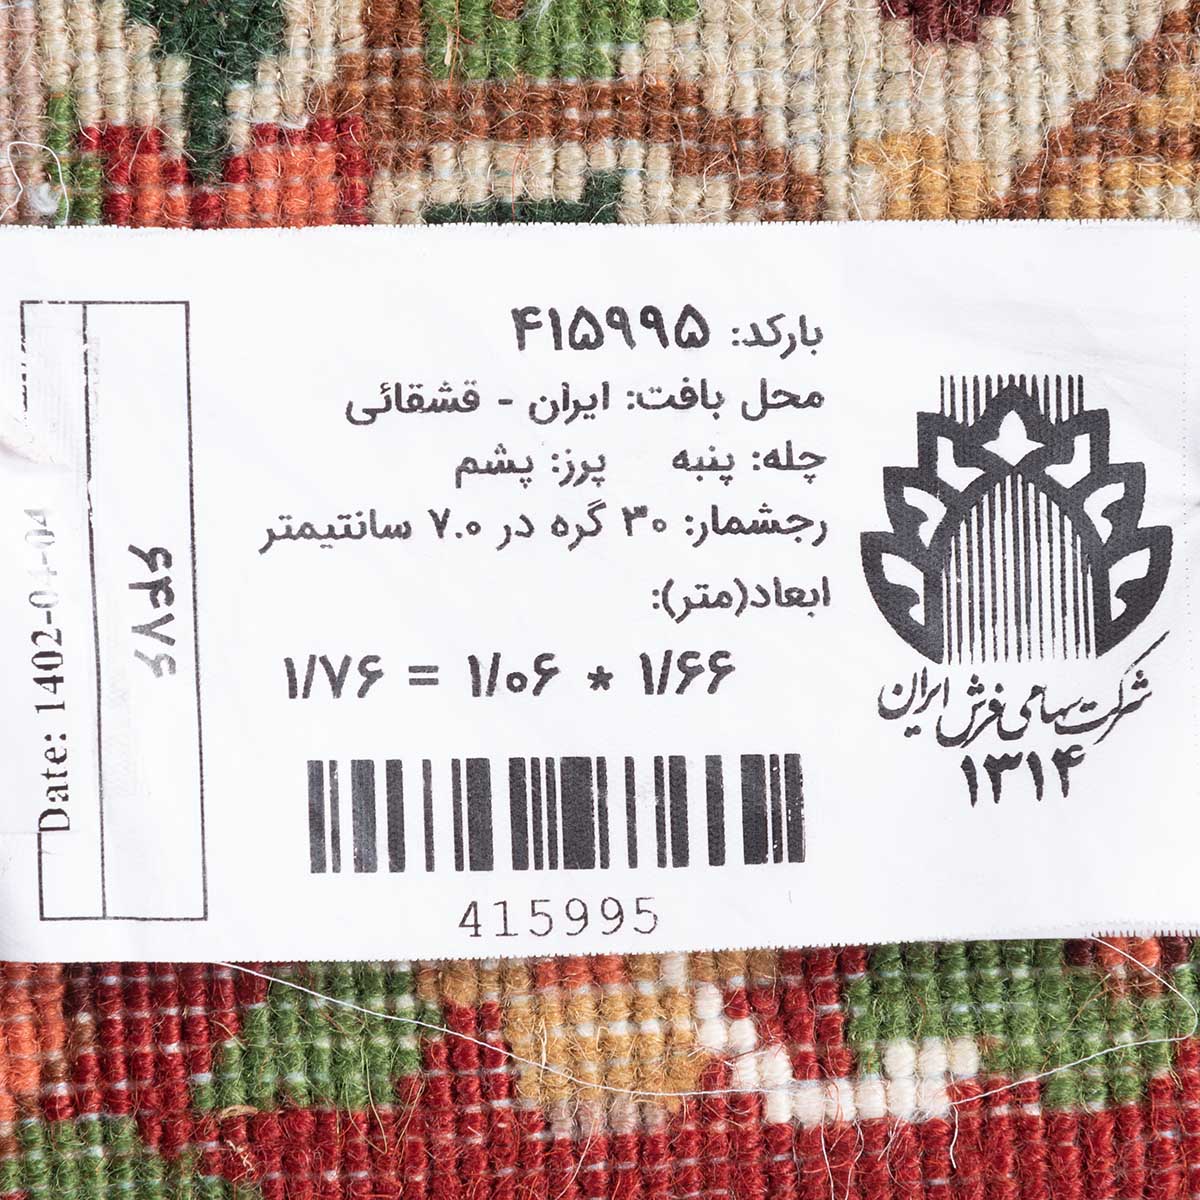 بارکد: ۴۱۵۹۹۵
محل بافت: ایران - قشقائی
چله: پنبه پرز: پشم
رجشمار: ۳۰ گره در ۷.۰ سانتیمتر
ابعاد(متر):
۱/۶۶ * ۱/۰۶ = ۱/۷۶
415995
شرکت سهامی فرش ایران
۱۳۱۴
۶۴۷۶
Date: 1402-04-04